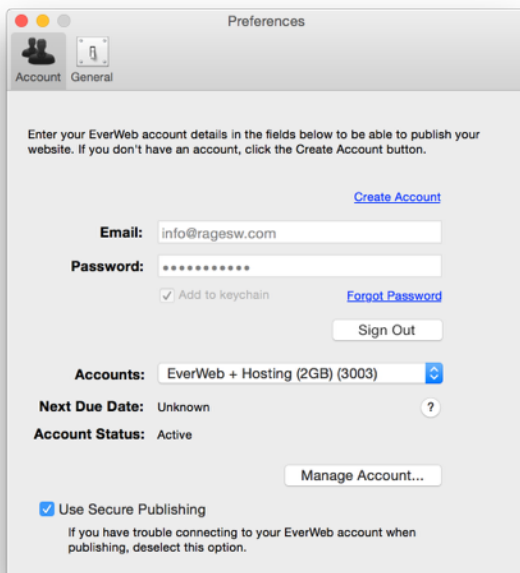 Preferences
Account General
Enter your EverWeb account details in the fields below to be able to publish your
website. If you don't have an account, click the Create Account button.
Create Account
Email: info@ragesw.com
Password: •••••••••••
Add to keychain Forgot Password
Sign Out
Accounts: EverWeb + Hosting (2GB) (3003)
Next Due Date: Unknown ?
Account Status: Active
Manage Account...
Use Secure Publishing
If you have trouble connecting to your EverWeb account when
publishing, deselect this option.